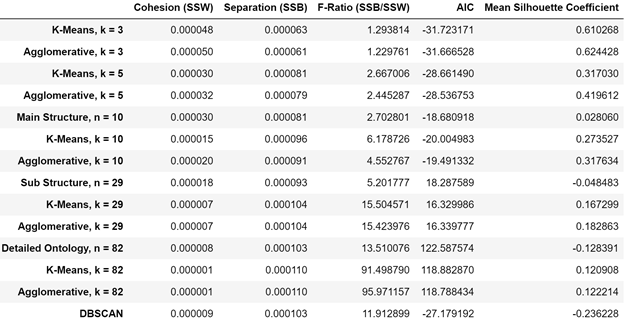 Cohesion (SSW) Separation (SSB) F-Ratio (SSB/SSW) AIC Mean Silhouette Coefficient
K-Means, k = 3 0.000048 0.000063 1.293814 -31.723171 0.610268
Agglomerative, k = 3 0.000050 0.000061 1.229761 -31.666528 0.624428
K-Means, k = 5 0.000030 0.000081 2.667006 -28.661490 0.317030
Agglomerative, k = 5 0.000032 0.000079 2.445287 -28.536753 0.419612
Main Structure, n = 10 0.000030 0.000081 2.702801 -18.680918 0.028060
K-Means, k = 10 0.000015 0.000096 6.178726 -20.004983 0.273527
Agglomerative, k = 10 0.000020 0.000091 4.552767 -19.491332 0.317634
Sub Structure, n = 29 0.000018 0.000093 5.201777 18.287589 -0.048483
K-Means, k = 29 0.000007 0.000104 15.504571 16.329986 0.167299
Agglomerative, k = 29 0.000007 0.000104 15.423976 16.339777 0.182863
Detailed Ontology, n = 82 0.000008 0.000103 13.510076 122.587574 -0.128391
K-Means, k = 82 0.000001 0.000110 91.498790 118.882870 0.120908
Agglomerative, k = 82 0.000001 0.000110 95.971157 118.788434 0.122214
DBSCAN 0.000009 0.000103 11.912899 -27.179192 -0.236228